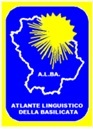 A.L.BA.
ATLANTE LINGUISTICO
DELLA BASILICATA